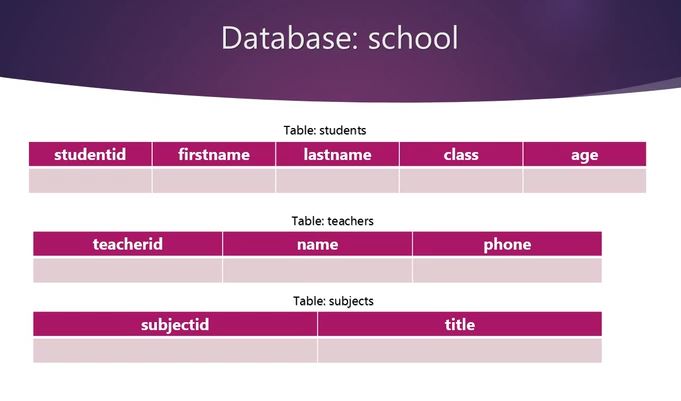 Database: school
Table: students
studentid firstname lastname class age
Table: teachers
teacherid name phone
Table: subjects
subjectid title